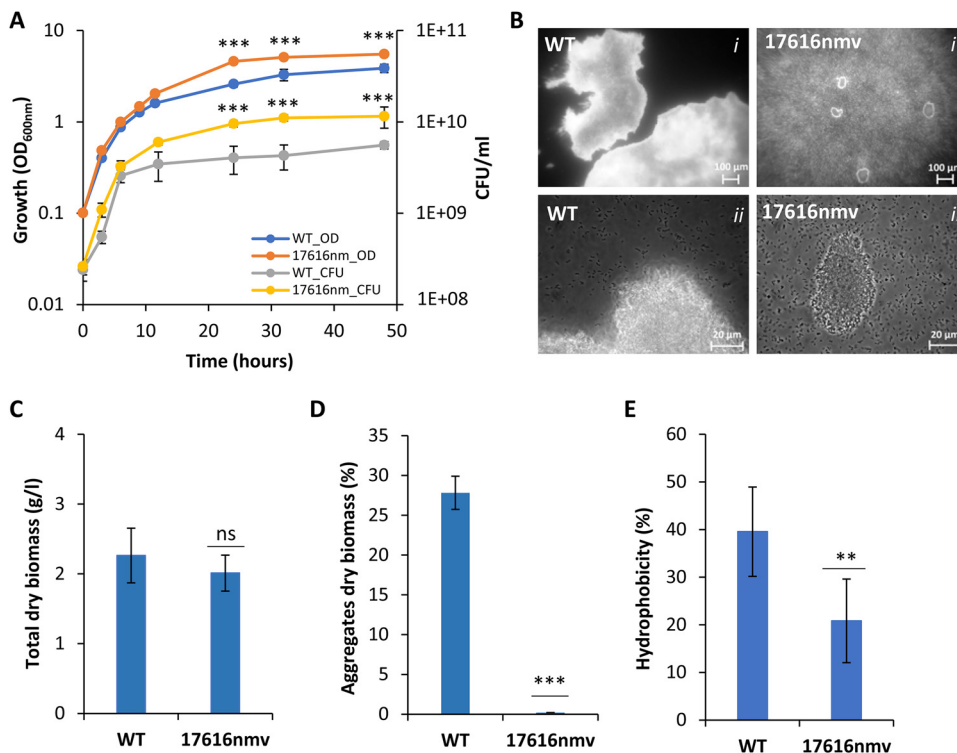 A
Growth (OD600nm)
10
1
0.1
0.01
***
***
***
***
***
***
WT_OD
17616nm_OD
WT_CFU
17616nm_CFU
0
10
20
30
40
50
Time (hours)
1E+11
1E+10
1E+09
1E+08
CFU/ml
B
WT
i
100 µm
17616nmv
i
100 µm
WT
ii
20 µm
17616nmv
i
20 µm
C
Total dry biomass (g/l)
4
3
2
1
0
ns
WT
17616nmv
D
Aggregates dry biomass (%)
35
30
25
20
15
10
5
0
***
WT
17616nmv
E
Hydrophobicity (%)
60
50
40
30
20
10
0
**
WT
17616nmv